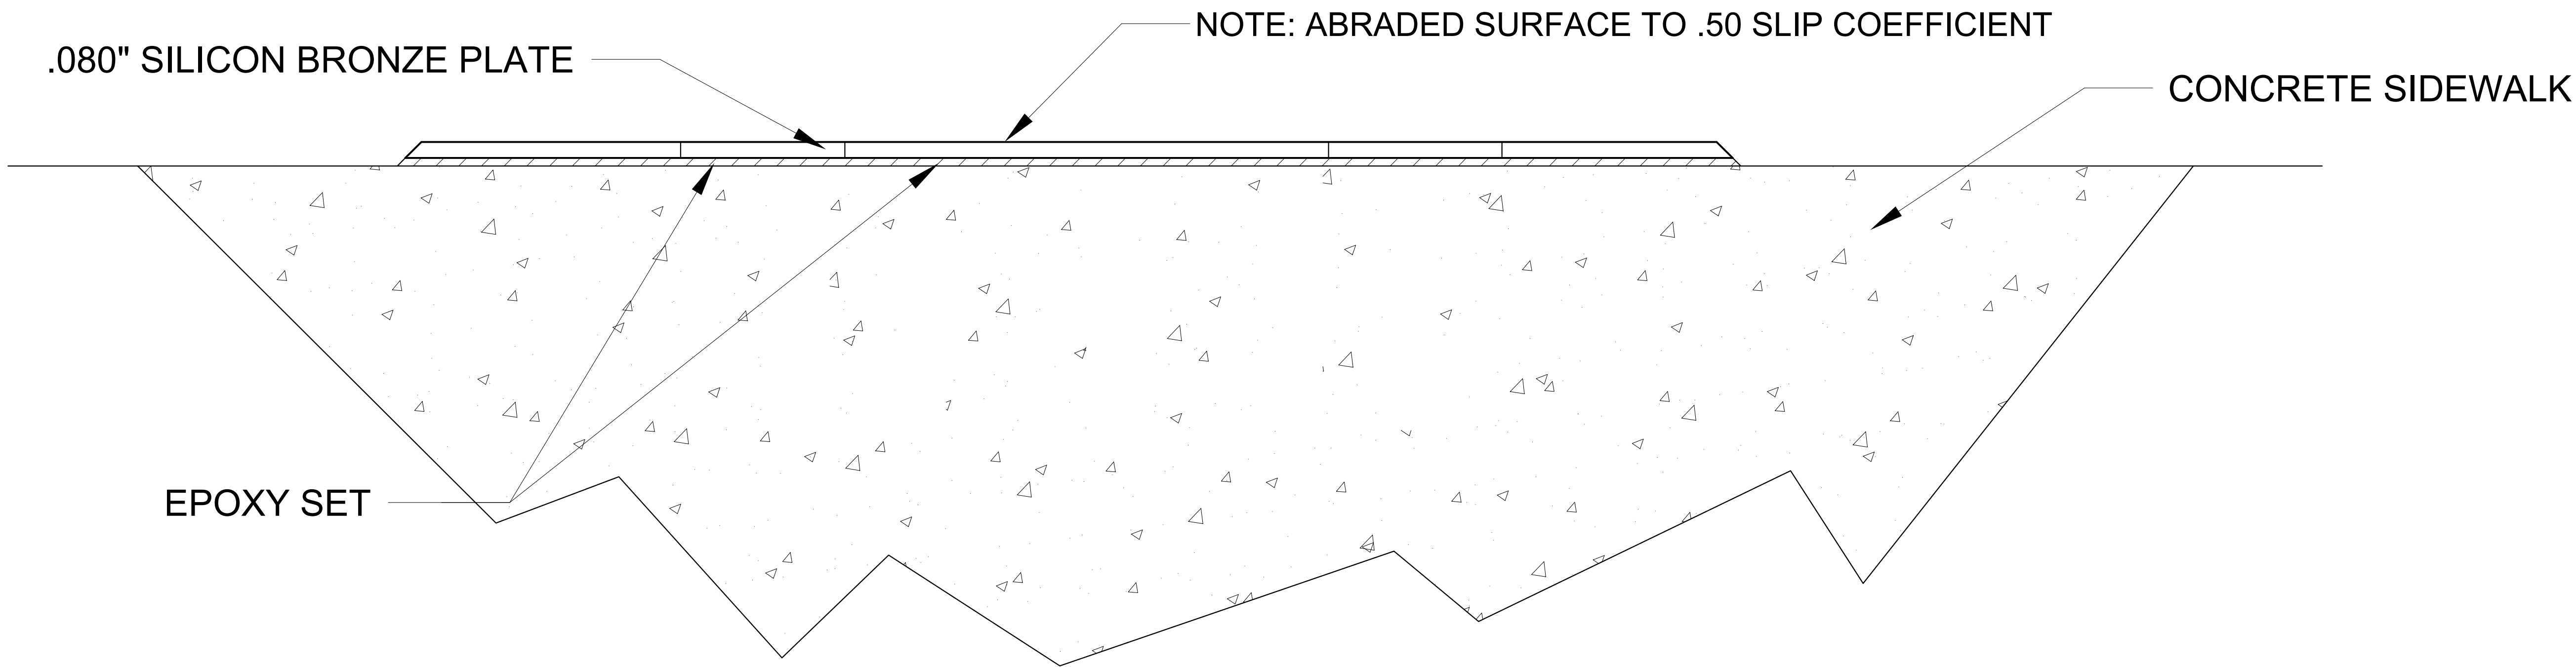 NOTE: ABRADED SURFACE TO .50 SLIP COEFFICIENT
.080" SILICON BRONZE PLATE
CONCRETE SIDEWALK
EPOXY SET